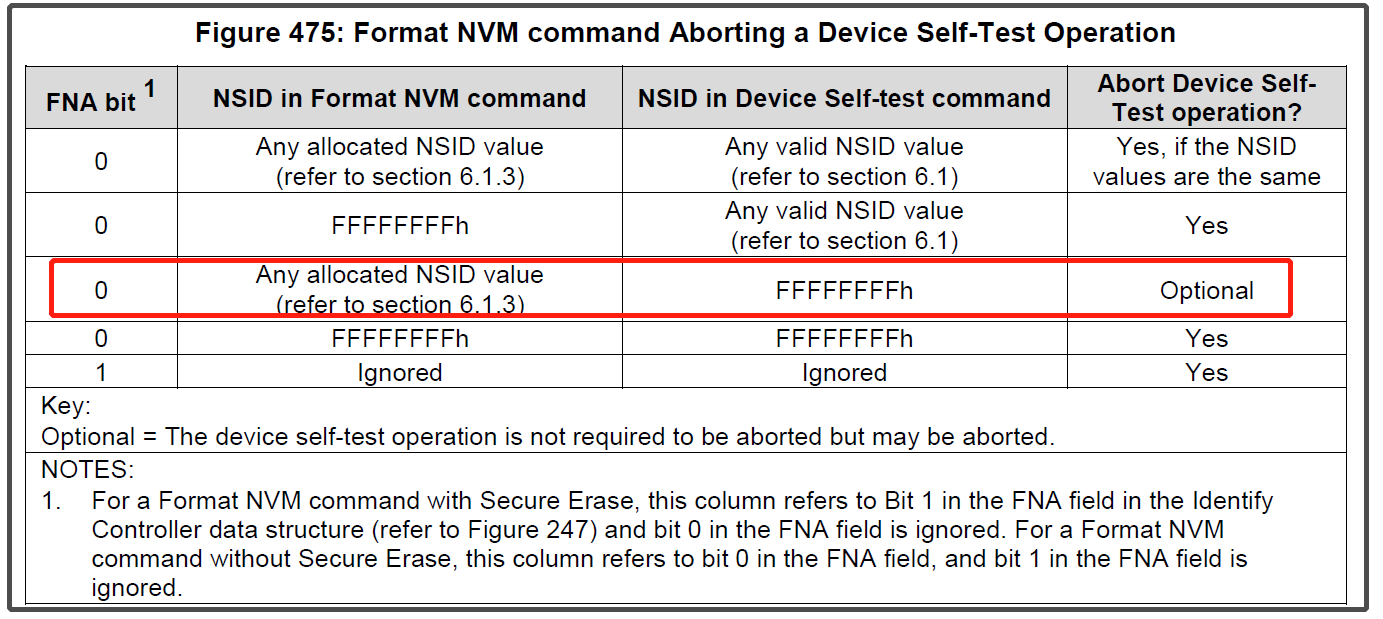 Figure 475: Format NVM command Aborting a Device Self-Test Operation
FNA bit 1
NSID in Format NVM command
NSID in Device Self-test command
Abort Device Self-
Test operation?
0
Any allocated NSID value
(refer to section 6.1.3)
Any valid NSID value
(refer to section 6.1)
Yes, if the NSID
values are the same
0
FFFFFFFFh
Any valid NSID value
(refer to section 6.1)
Yes
0
Any allocated NSID value
(refer to section 6.1.3)
FFFFFFFFh
Optional
0
FFFFFFFFh
FFFFFFFFh
Yes
1
Ignored
Ignored
Yes
Key:
Optional = The device self-test operation is not required to be aborted but may be aborted.
NOTES:
1. For a Format NVM command with Secure Erase, this column refers to Bit 1 in the FNA field in the Identify
Controller data structure (refer to Figure 247) and bit 0 in the FNA field is ignored. For a Format NVM
command without Secure Erase, this column refers to bit 0 in the FNA field, and bit 1 in the FNA field is
ignored.